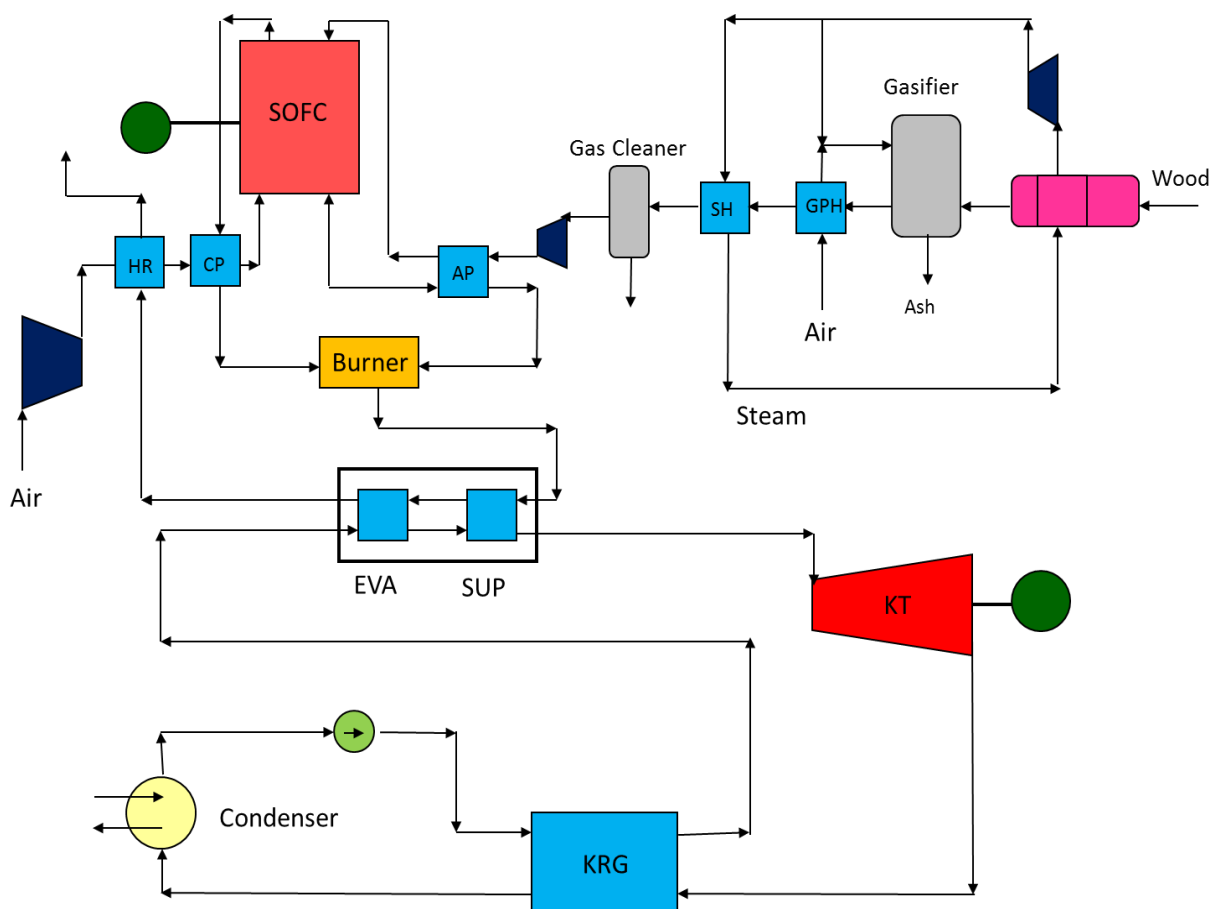 SOFC
Gasifier
Gas Cleaner
Wood
SH
GPH
HR
CP
AP
Ash
Air
Burner
Steam
Air
EVA
SUP
KT
Condenser
KRG